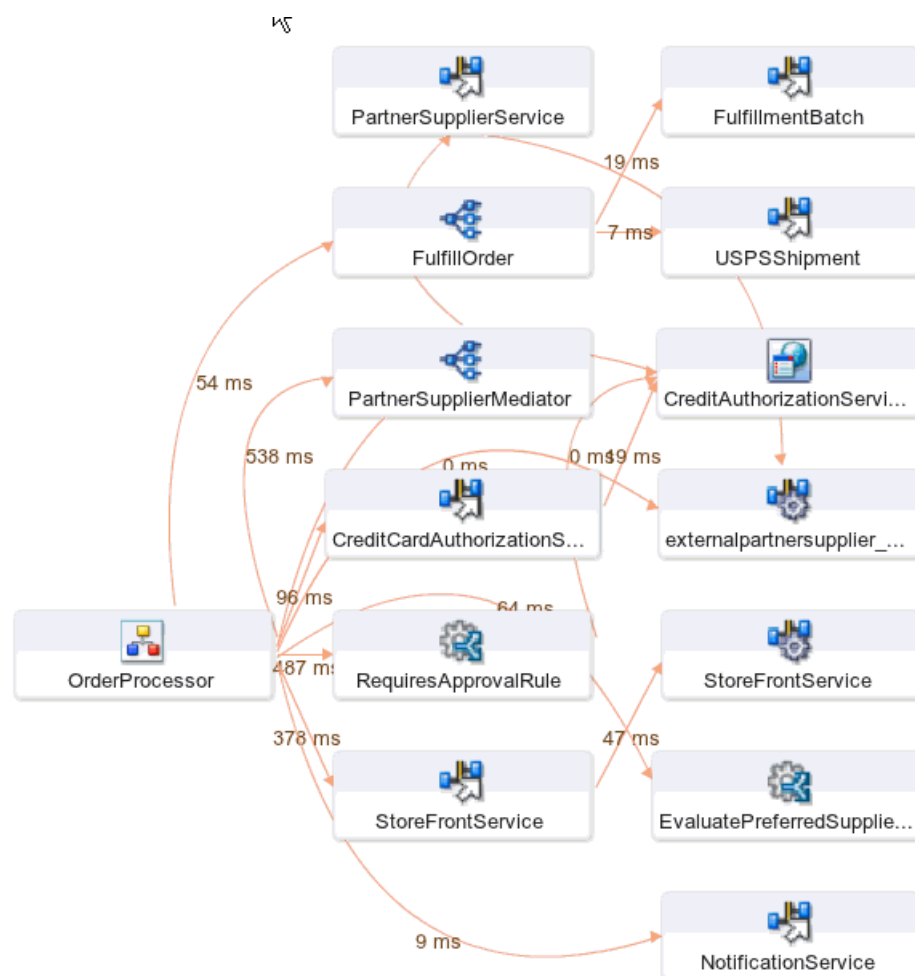 PartnerSupplierService
FulfillmentBatch
19 ms
FulfillOrder
7 ms
USPSShipment
54 ms
PartnerSupplierMediator
CreditAuthorizationServi...
538 ms
0 ms
0 ms
19 ms
CreditCardAuthorizationS...
externalpartnersupplier_...
96 ms
64 ms
OrderProcessor
487 ms
RequiresApprovalRule
StoreFrontService
378 ms
47 ms
StoreFrontService
EvaluatePreferredSupplie...
9 ms
NotificationService